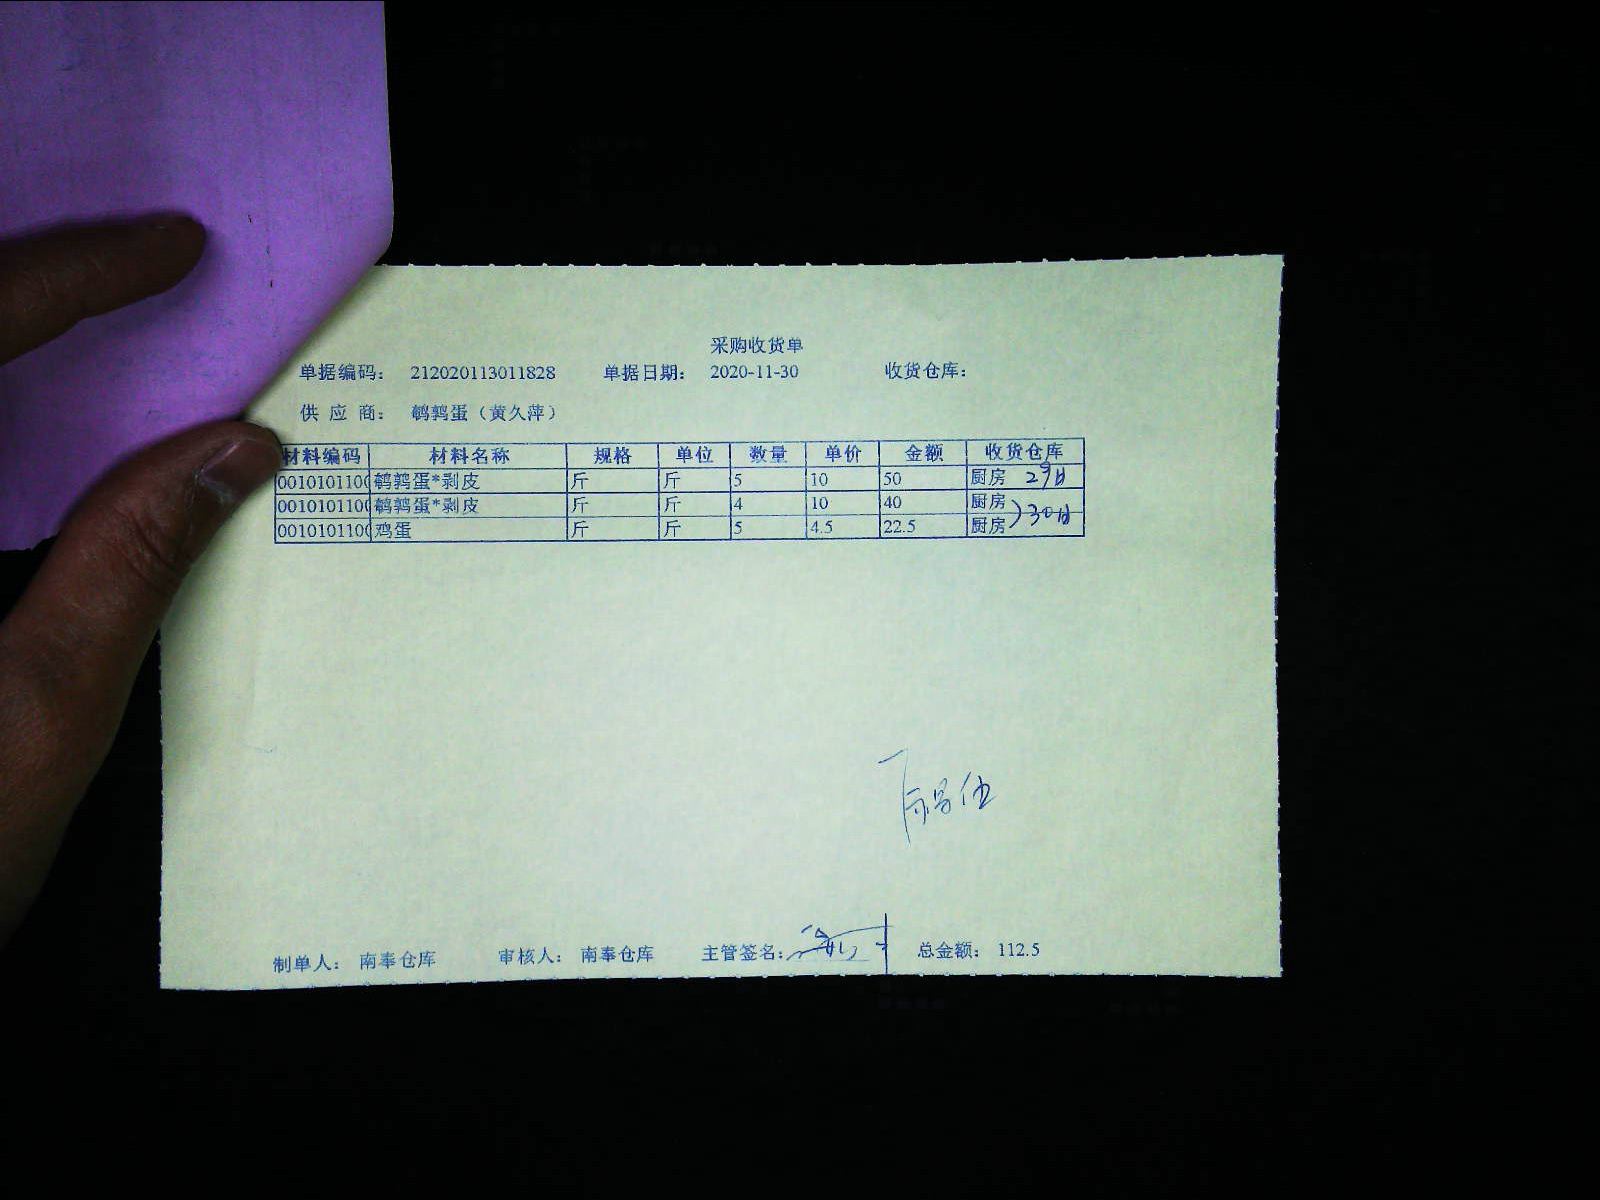 采购收货单
单据编码： 212020113011828 单据日期： 2020-11-30 收货仓库：
供 应 商： 鹌鹑蛋（黄久萍）
材料编码 材料名称 规格 单位 数量 单价 金额 收货仓库
0010101100 鹌鹑蛋*剥皮 斤 斤 5 10 50 厨房 29日
0010101100 鹌鹑蛋*剥皮 斤 斤 4 10 40 厨房
0010101100 鸡蛋 斤 斤 5 4.5 22.5 厨房 30日
制单人： 南奉仓库 审核人： 南奉仓库 主管签名： 总金额： 112.5